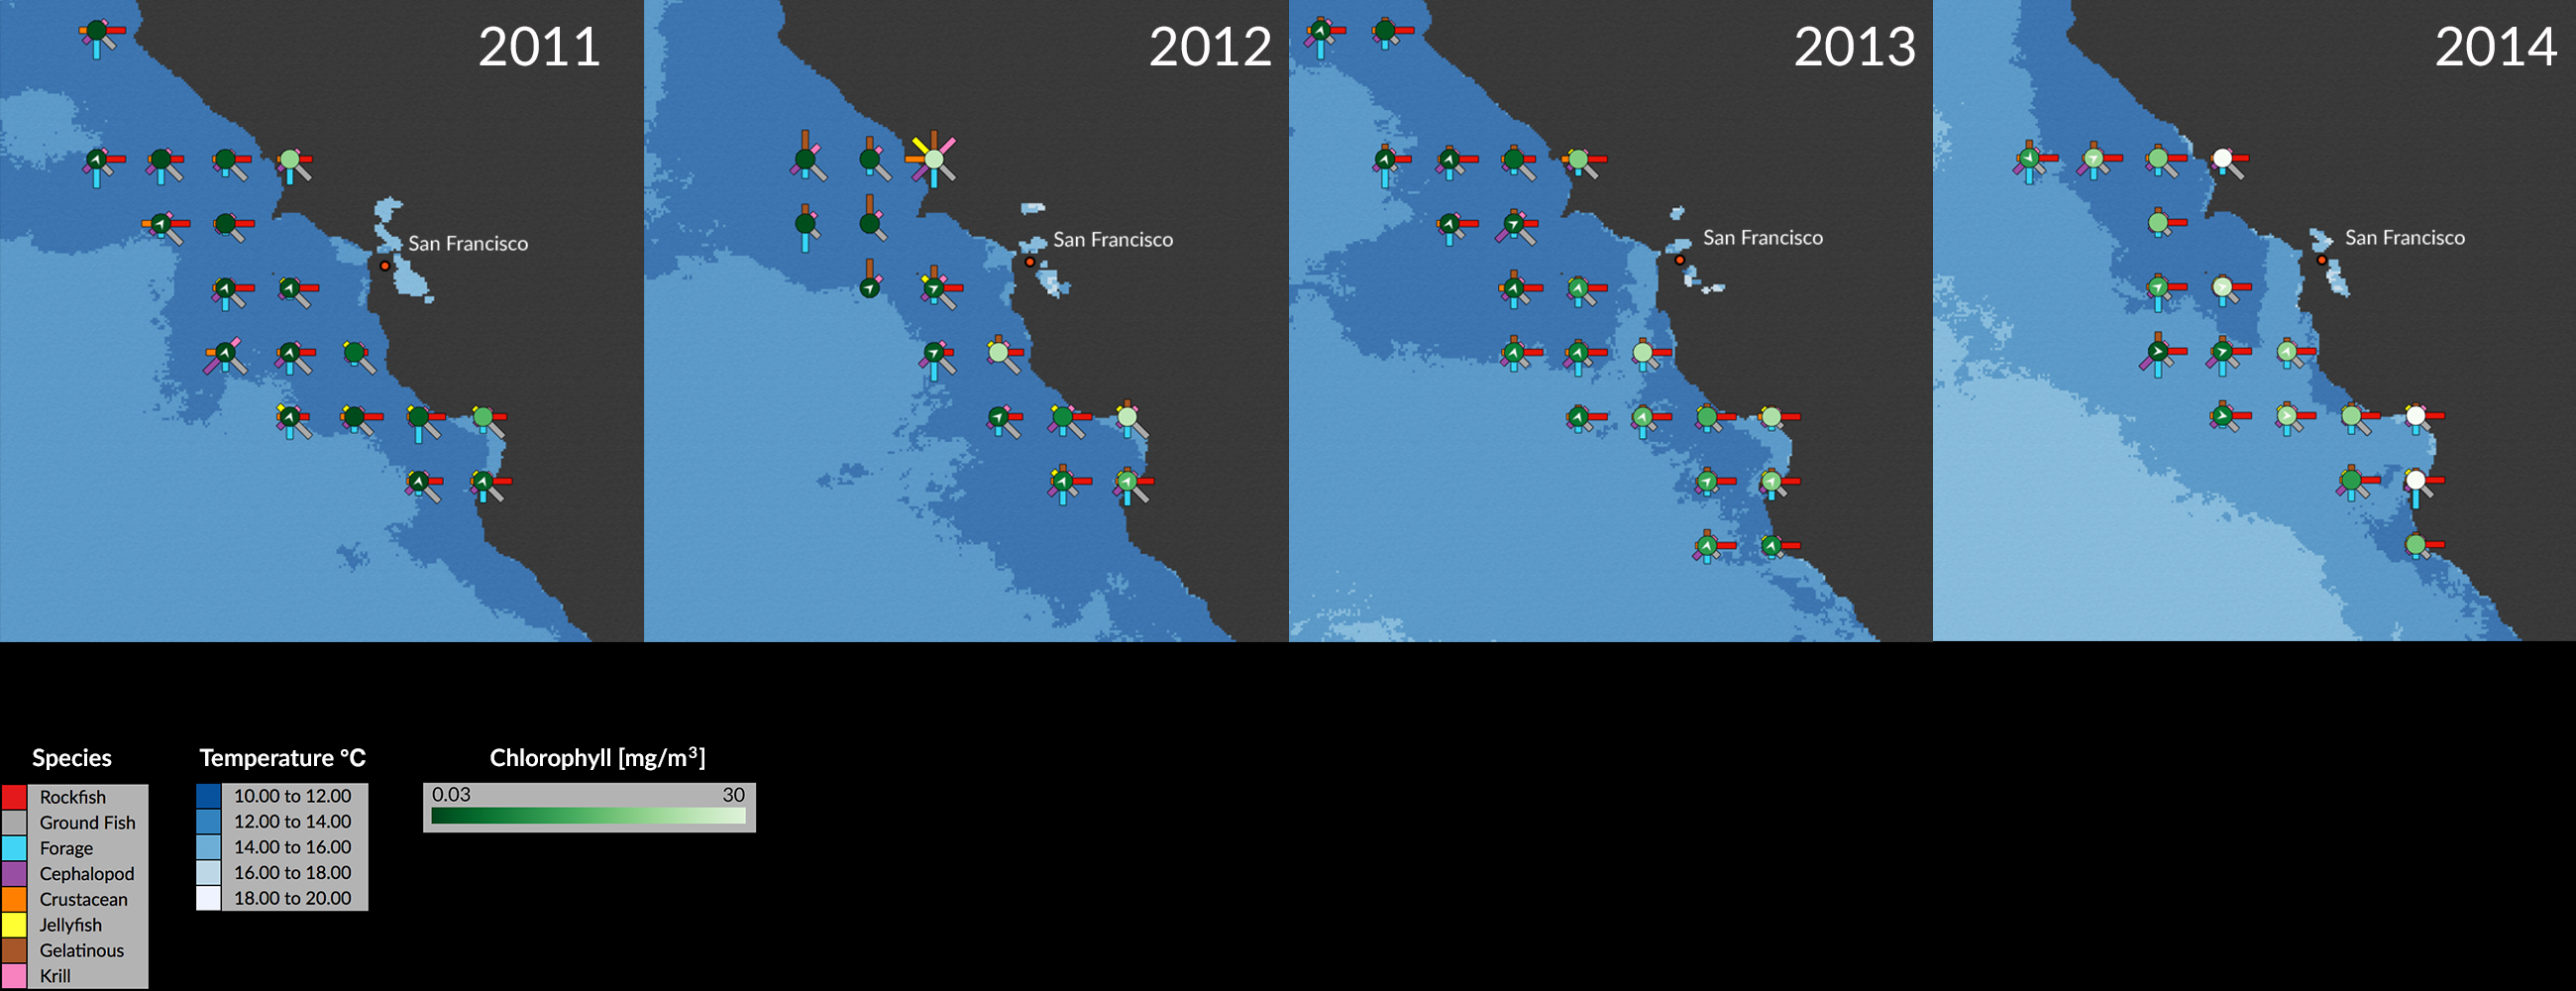 2011
2012
2013
2014
San Francisco
San Francisco
San Francisco
San Francisco
Species
Rockfish
Ground Fish
Forage
Cephalopod
Crustacean
Jellyfish
Gelatinous
Krill
Temperature °C
10.00 to 12.00
12.00 to 14.00
14.00 to 16.00
16.00 to 18.00
18.00 to 20.00
Chlorophyll [mg/m³]
0.03 30